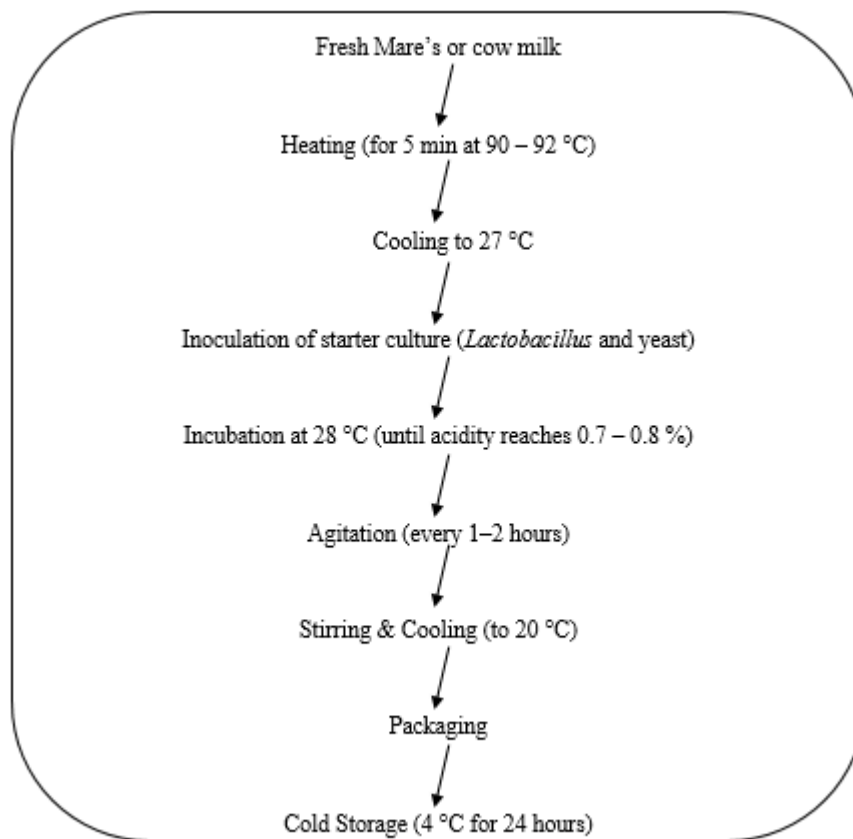 Fresh Mare’s or cow milk
Heating (for 5 min at 90 – 92 °C)
Cooling to 27 °C
Inoculation of starter culture (Lactobacillus and yeast)
Incubation at 28 °C (until acidity reaches 0.7 – 0.8 %)
Agitation (every 1–2 hours)
Stirring & Cooling (to 20 °C)
Packaging
Cold Storage (4 °C for 24 hours)